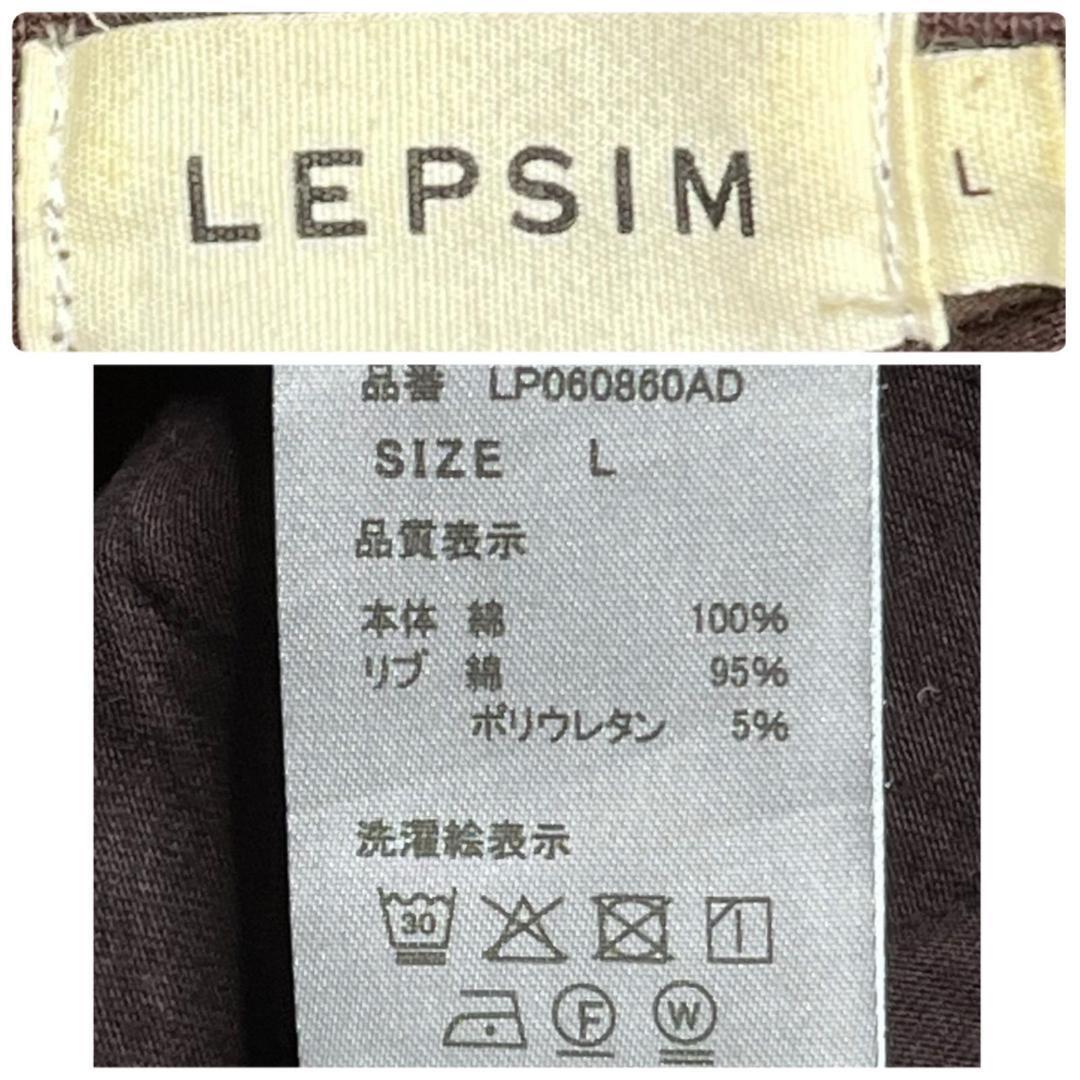 LEPSIM
L
品番 LP060860AD
SIZE L
品質表示
本体 綿 100%
リブ 綿 95%
ポリウレタン 5%
洗濯絵表示
30
F W